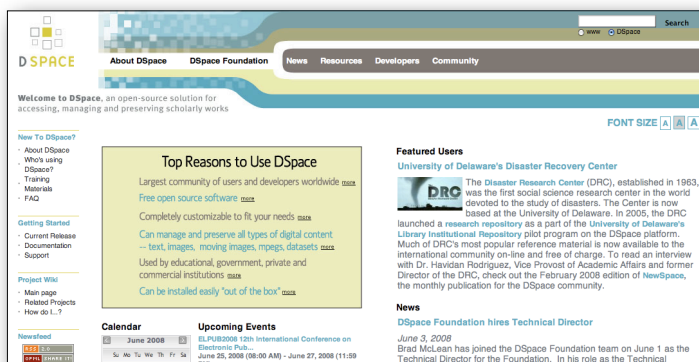 DSPACE
Search
www DSpace
About DSpace DSpace Foundation News Resources Developers Community
Welcome to DSpace, an open-source solution for
accessing, managing and preserving scholarly works
FONT SIZE A A A
New To DSpace?
About DSpace
Who's using
DSpace?
Training
Materials
FAQ
Getting Started
Current Release
Documentation
Support
Project Wiki
Main page
Related Projects
How do I...?
Newsfeed
RSS 2.0
OPML SHARE IT!
Top Reasons to Use DSpace
Largest community of users and developers worldwide more
Free open source software more
Completely customizable to fit your needs more
Can manage and preserve all types of digital content
-- text, images, moving images, mpegs, datasets more
Used by educational, government, private and
commercial institutions more
Can be installed easily "out of the box" more
Calendar
June 2008
Su Mo Tu We Th Fr Sa
Upcoming Events
ELPUB2008 12th International Conference on
Electronic Pub...
June 25, 2008 (08:00 AM) - June 27, 2008 (11:59
Featured Users
University of Delaware's Disaster Recovery Center
DRC
The Disaster Research Center (DRC), established in 1963,
was the first social science research center in the world
devoted to the study of disasters. The Center is now
based at the University of Delaware. In 2005, the DRC
launched a research repository as a part of the University of Delaware's
Library Institutional Repository pilot program on the DSpace platform.
Much of DRC's most popular reference material is now available to the
international community on-line and free of charge. To read an interview
with Dr. Havidan Rodriguez, Vice Provost of Academic Affairs and former
Director of the DRC, check out the February 2008 edition of NewSpace,
the monthly publication for the DSpace community.
News
DSpace Foundation hires Technical Director
June 3, 2008
Brad McLean has joined the DSpace Foundation team on June 1 as the
Technical Director for the Foundation. In his role as the Technical